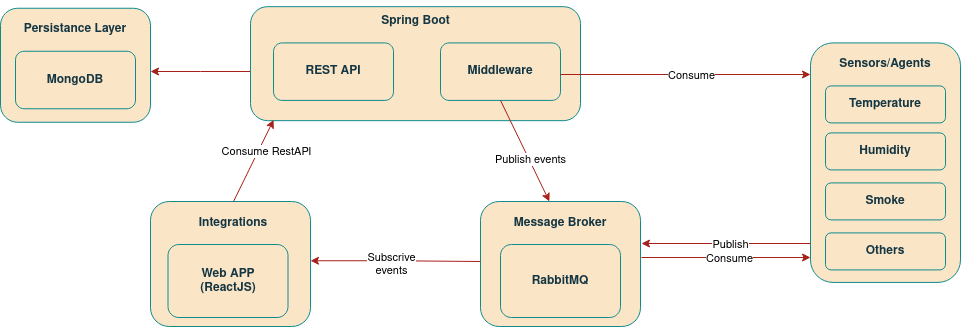 Persistance Layer
MongoDB
Spring Boot
REST API
Middleware
Consume
Sensors/Agents
Temperature
Humidity
Smoke
Others
Consume RestAPI
Publish events
Integrations
Web APP
(ReactJS)
Subscrive
events
Message Broker
RabbitMQ
Publish
Consume